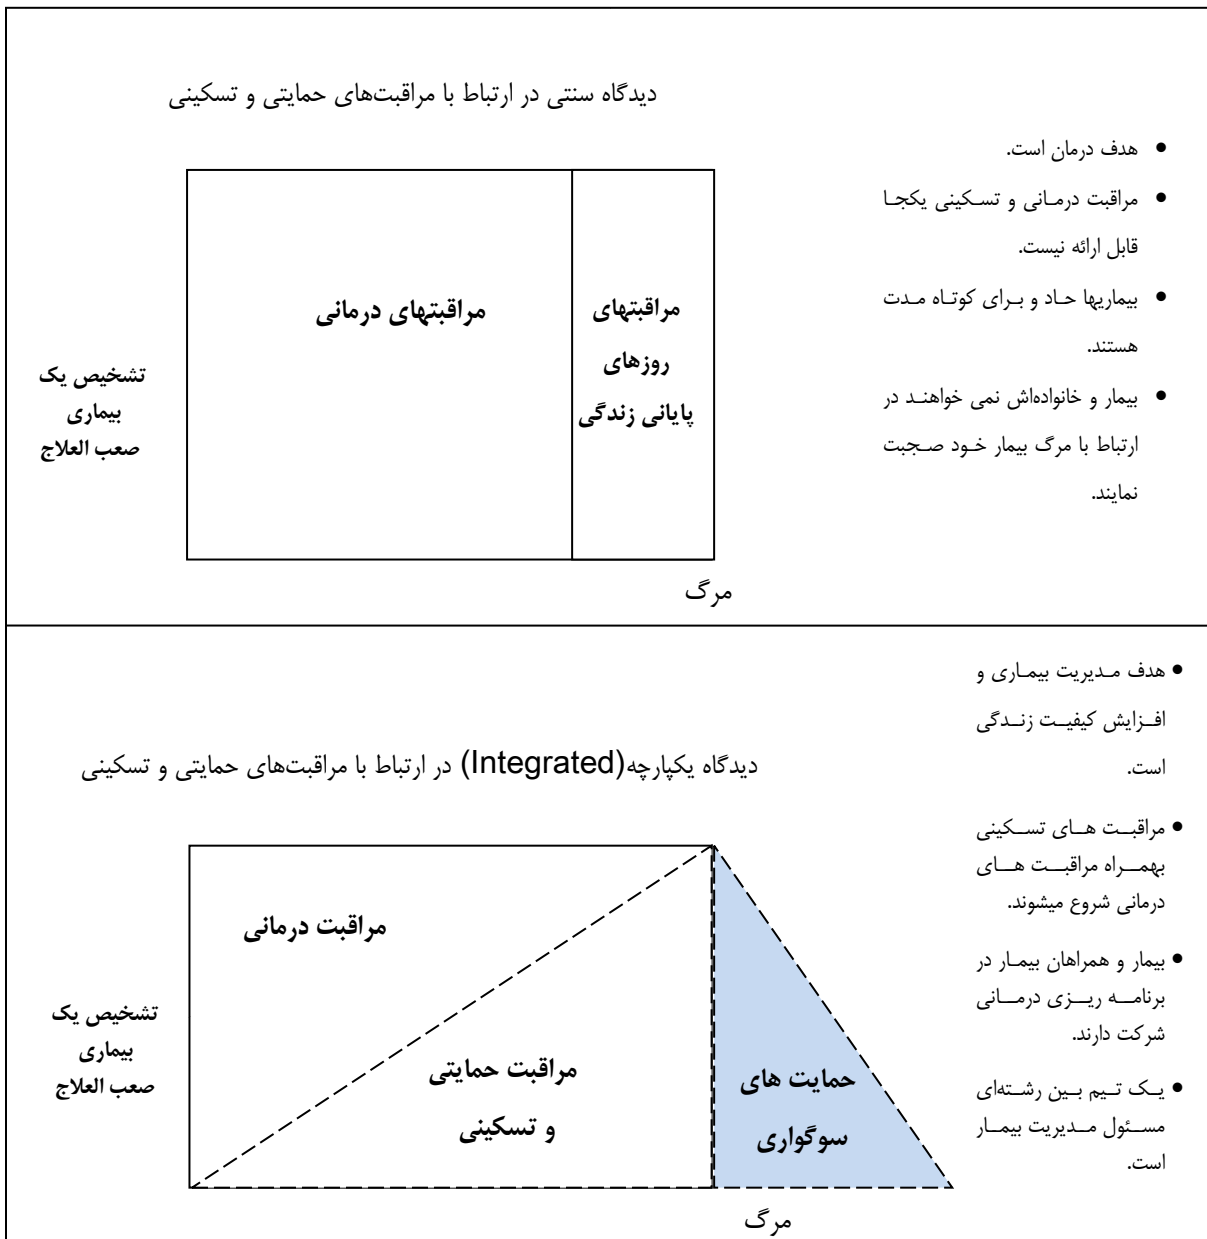 دیدگاه سنتی در ارتباط با مراقبت‌های حمایتی و تسکینی
• هدف درمان است.
• مراقبت درمانی و تسکینی یکجا
قابل ارائه نیست.
• بیماریها حاد و برای کوتاه مدت
هستند.
• بیمار و خانواده‌اش نمی خواهند در
ارتباط با مرگ بیمار خود صجبت
نمایند.
مراقبتهای
روزهای
پایانی زندگی
مراقبتهای درمانی
تشخیص یک
بیماری
صعب العلاج
مرگ
• هدف مدیریت بیماری و
افزایش کیفیت زندگی
است.
• مراقبت های تسکینی
بهمراه مراقبت های
درمانی شروع میشوند.
• بیمار و همراهان بیمار در
برنامه ریزی درمانی
شرکت دارند.
• یک تیم بین رشته‌ای
مسئول مدیریت بیمار
است.
دیدگاه یکپارچه(Integrated) در ارتباط با مراقبت‌های حمایتی و تسکینی
مراقبت درمانی
مراقبت حمایتی
و تسکینی
حمایت های
سوگواری
تشخیص یک
بیماری
صعب العلاج
مرگ